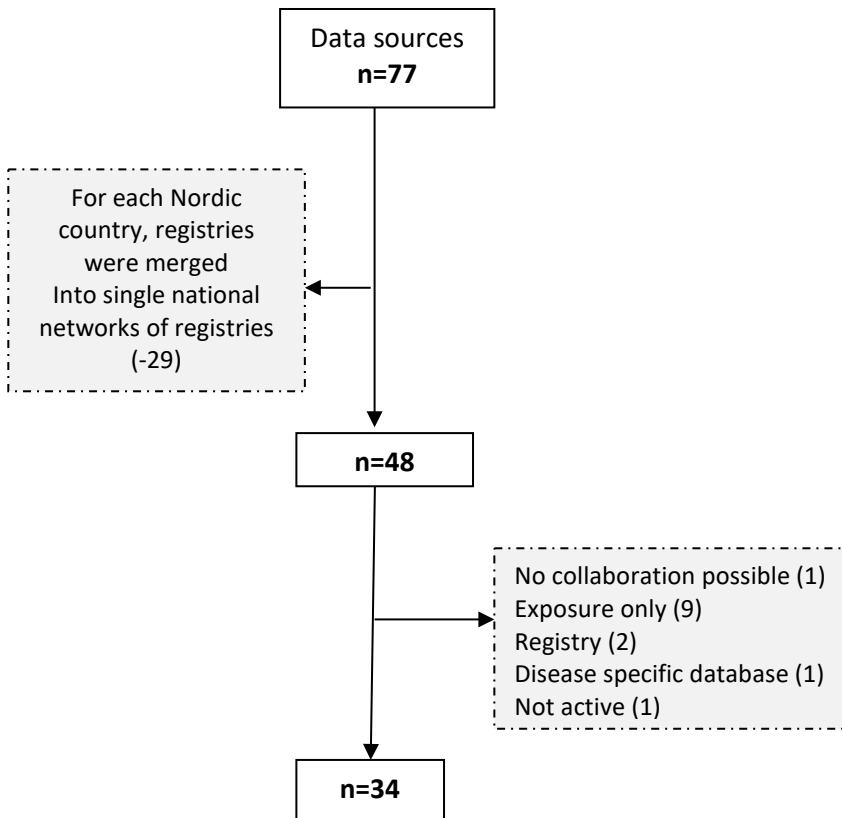 Data sources
n=77
For each Nordic
country, registries
were merged
Into single national
networks of registries
(-29)
n=48
No collaboration possible (1)
Exposure only (9)
Registry (2)
Disease specific database (1)
Not active (1)
n=34